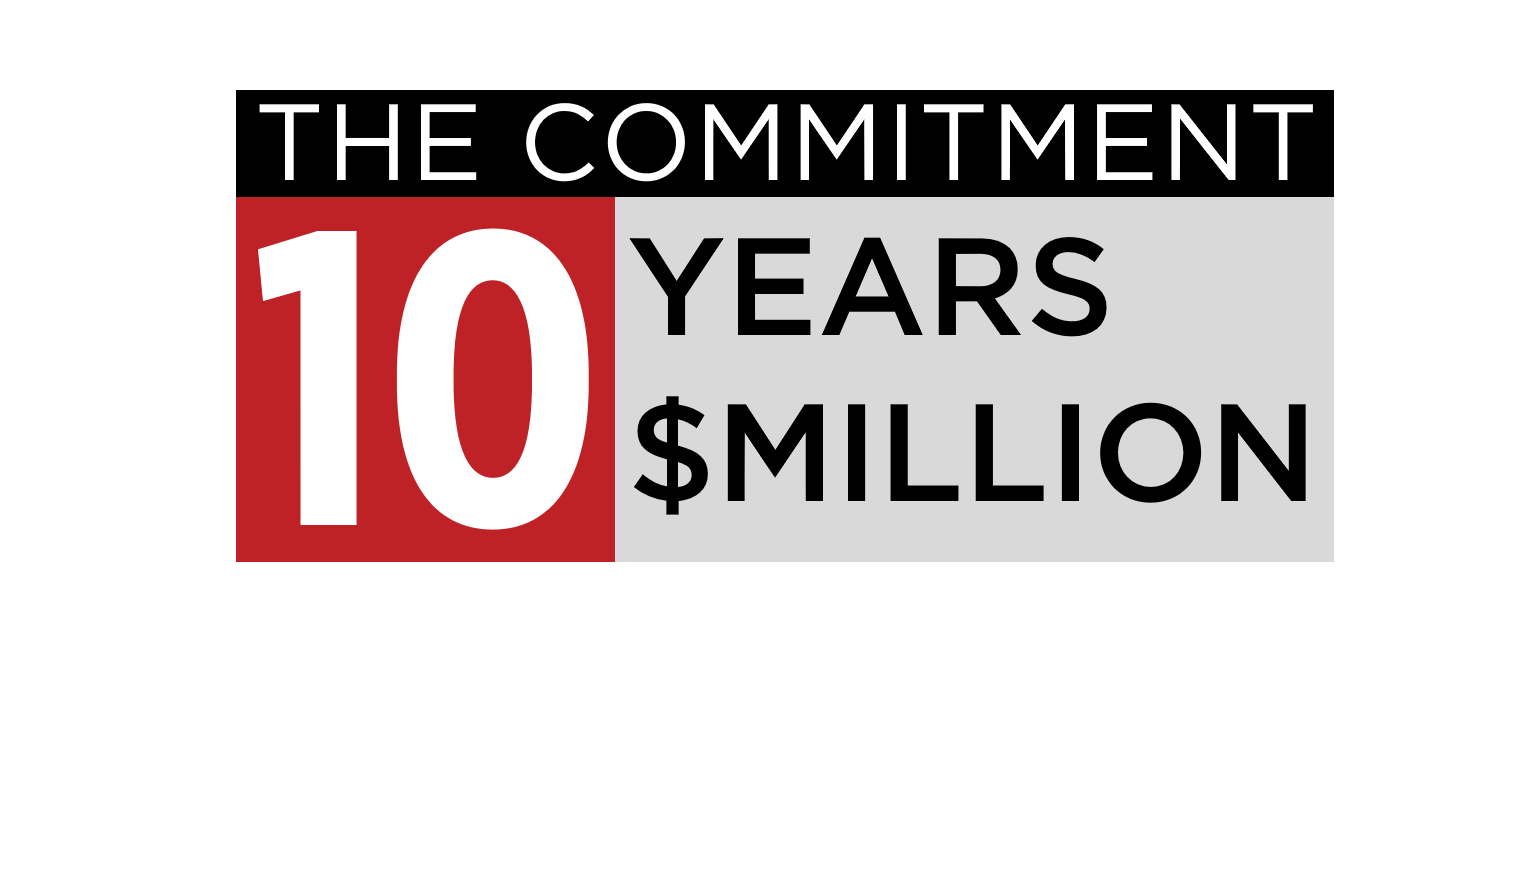 THE COMMITMENT
10 YEARS
$MILLION